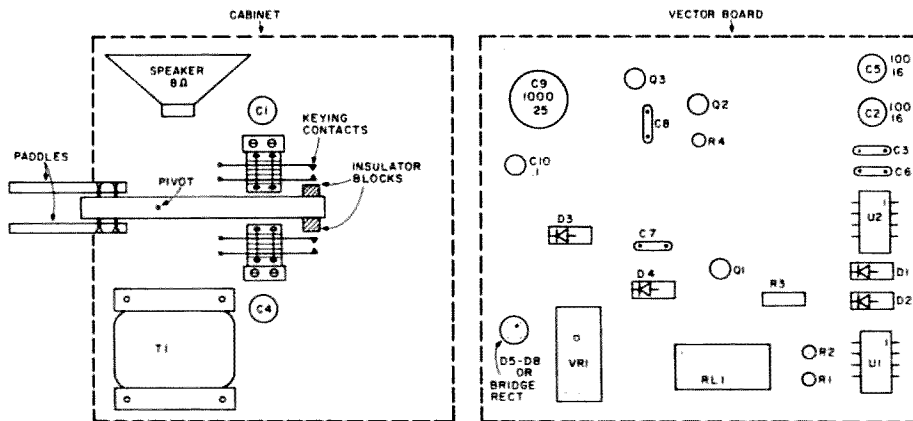 CABINET
SPEAKER
8Ω
C1
KEYING
CONTACTS
PADDLES
INSULATOR
BLOCKS
PIVOT
C4
T1
VECTOR BOARD
C9
1000
25
Q3
C5
100
16
Q2
C8
C2
100
16
R4
C3
C10
.1
C6
1
U2
D3
C7
Q1
D1
D4
R3
D2
D5-D8
OR
BRIDGE
RECT
D
VR1
RL1
R2
R1
1
U1